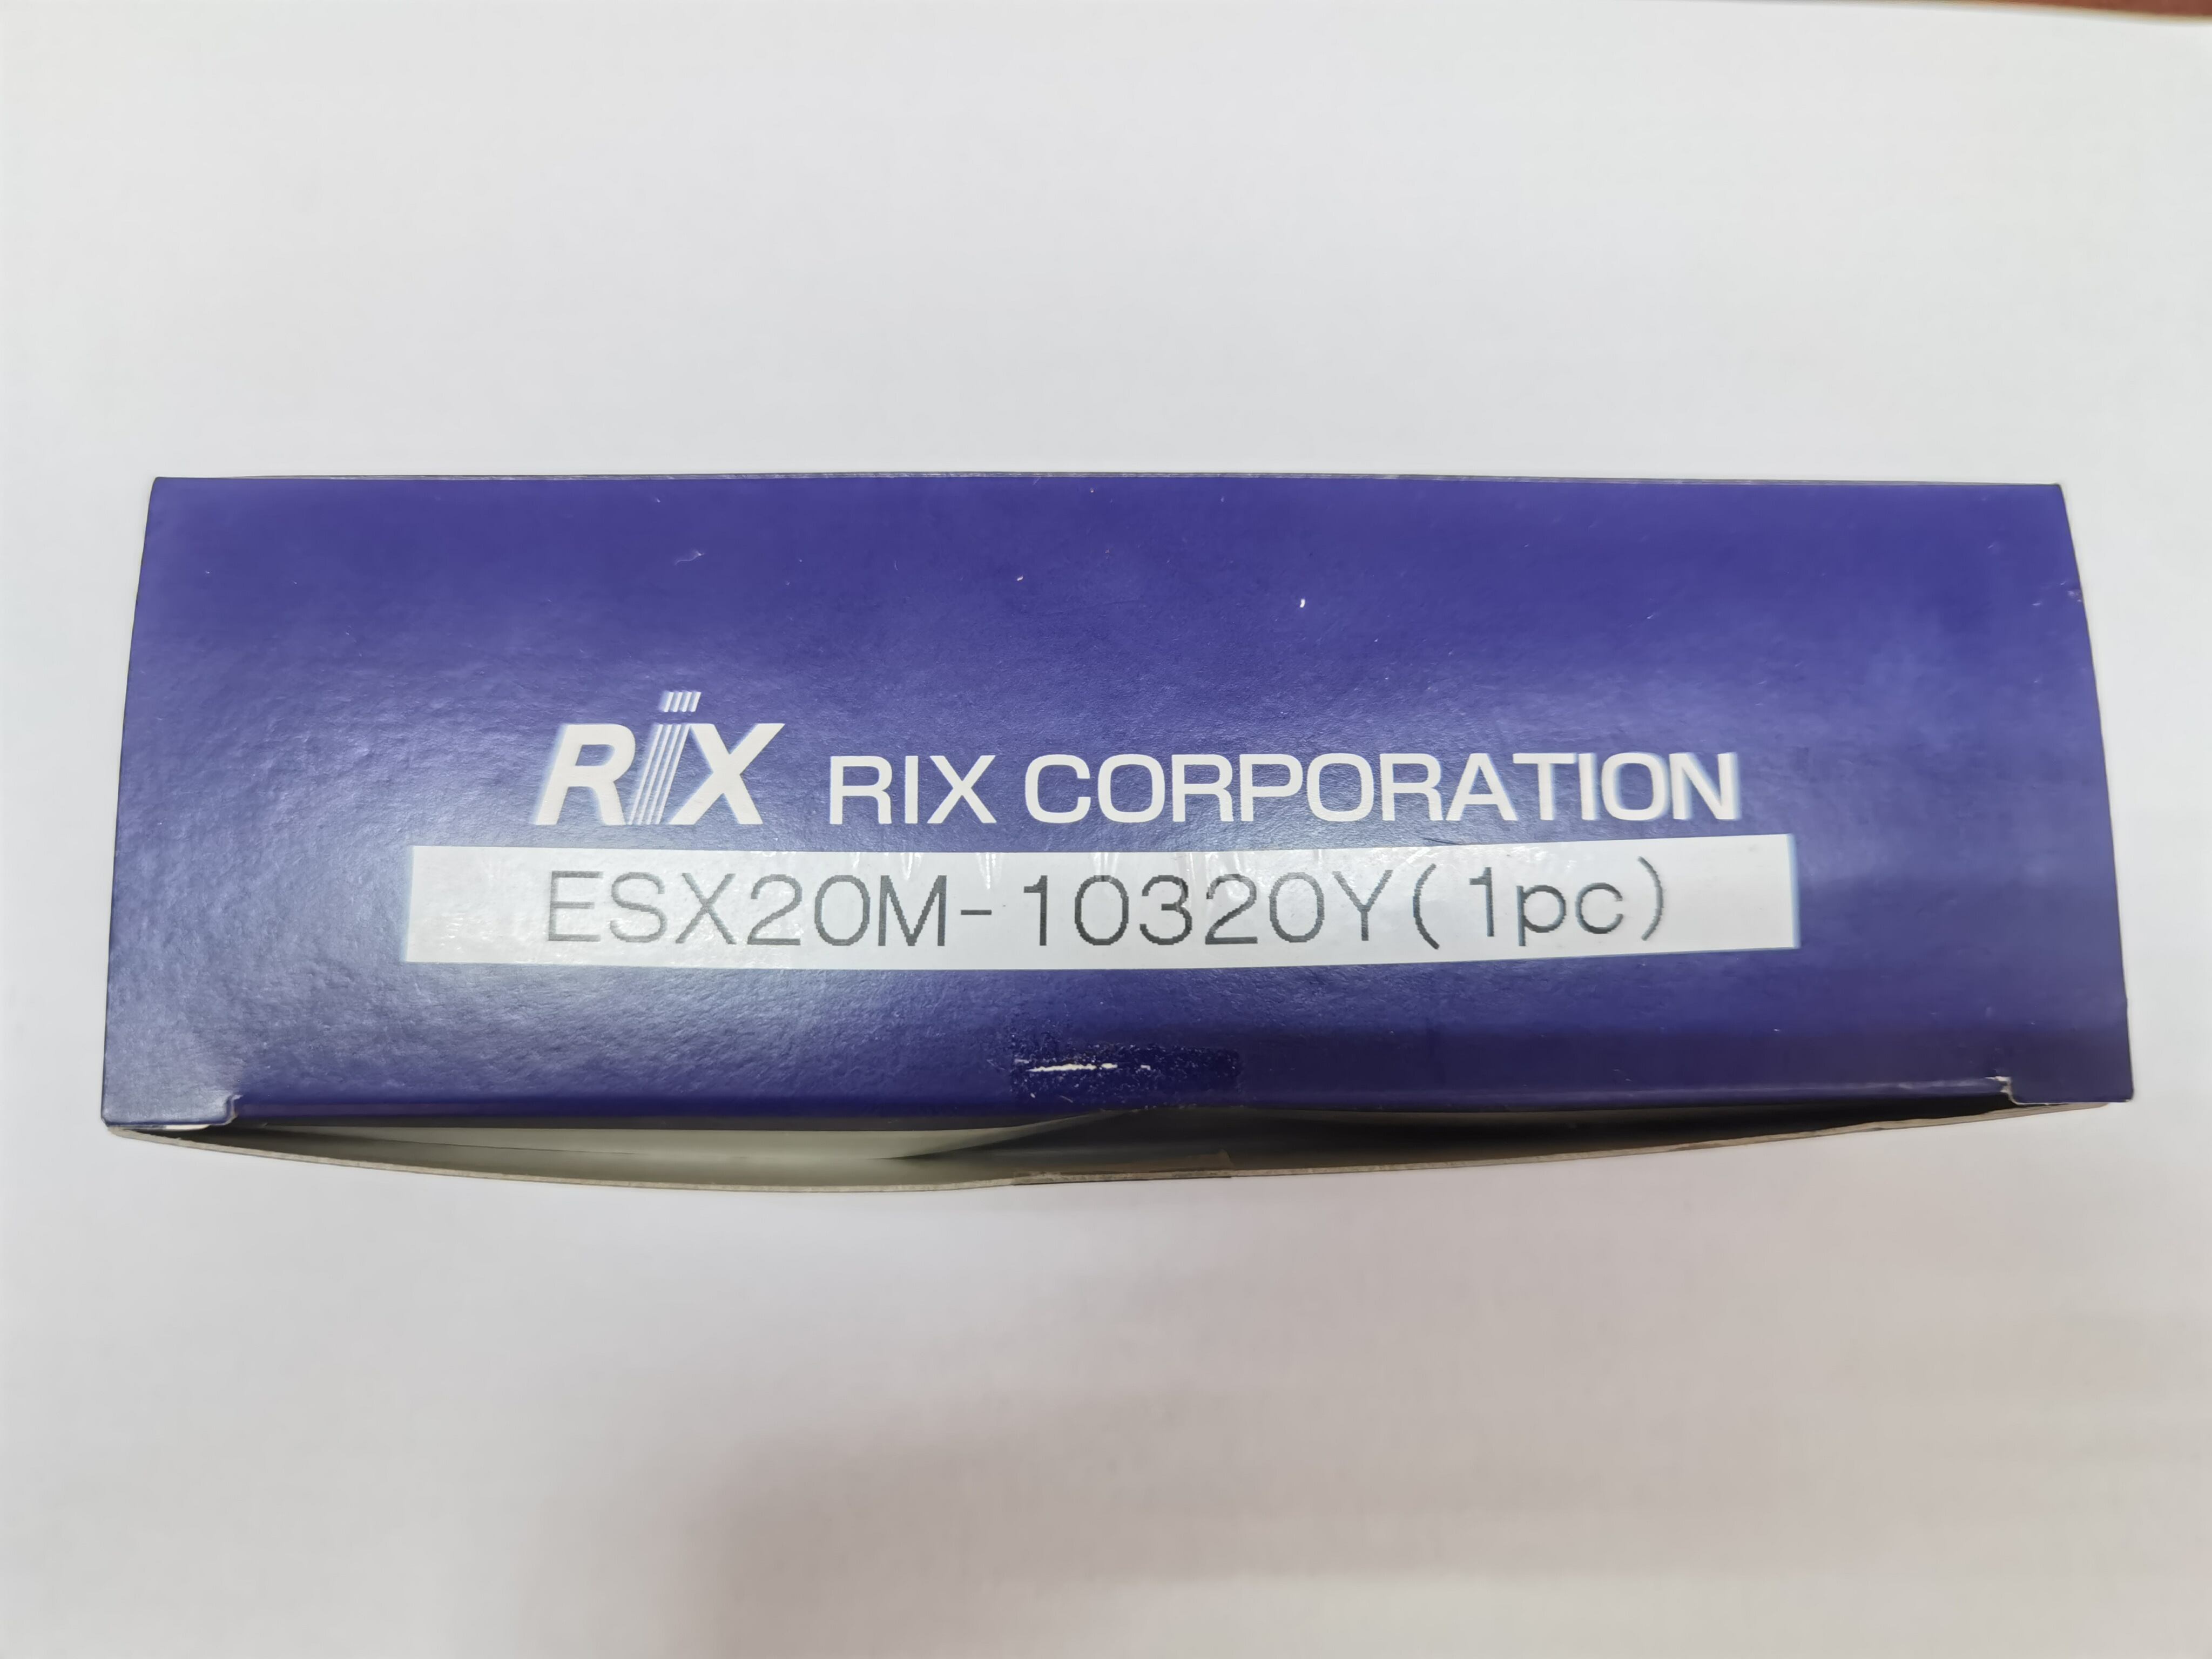 RiX RIX CORPORATION
ESX20M-10320Y(1pc)